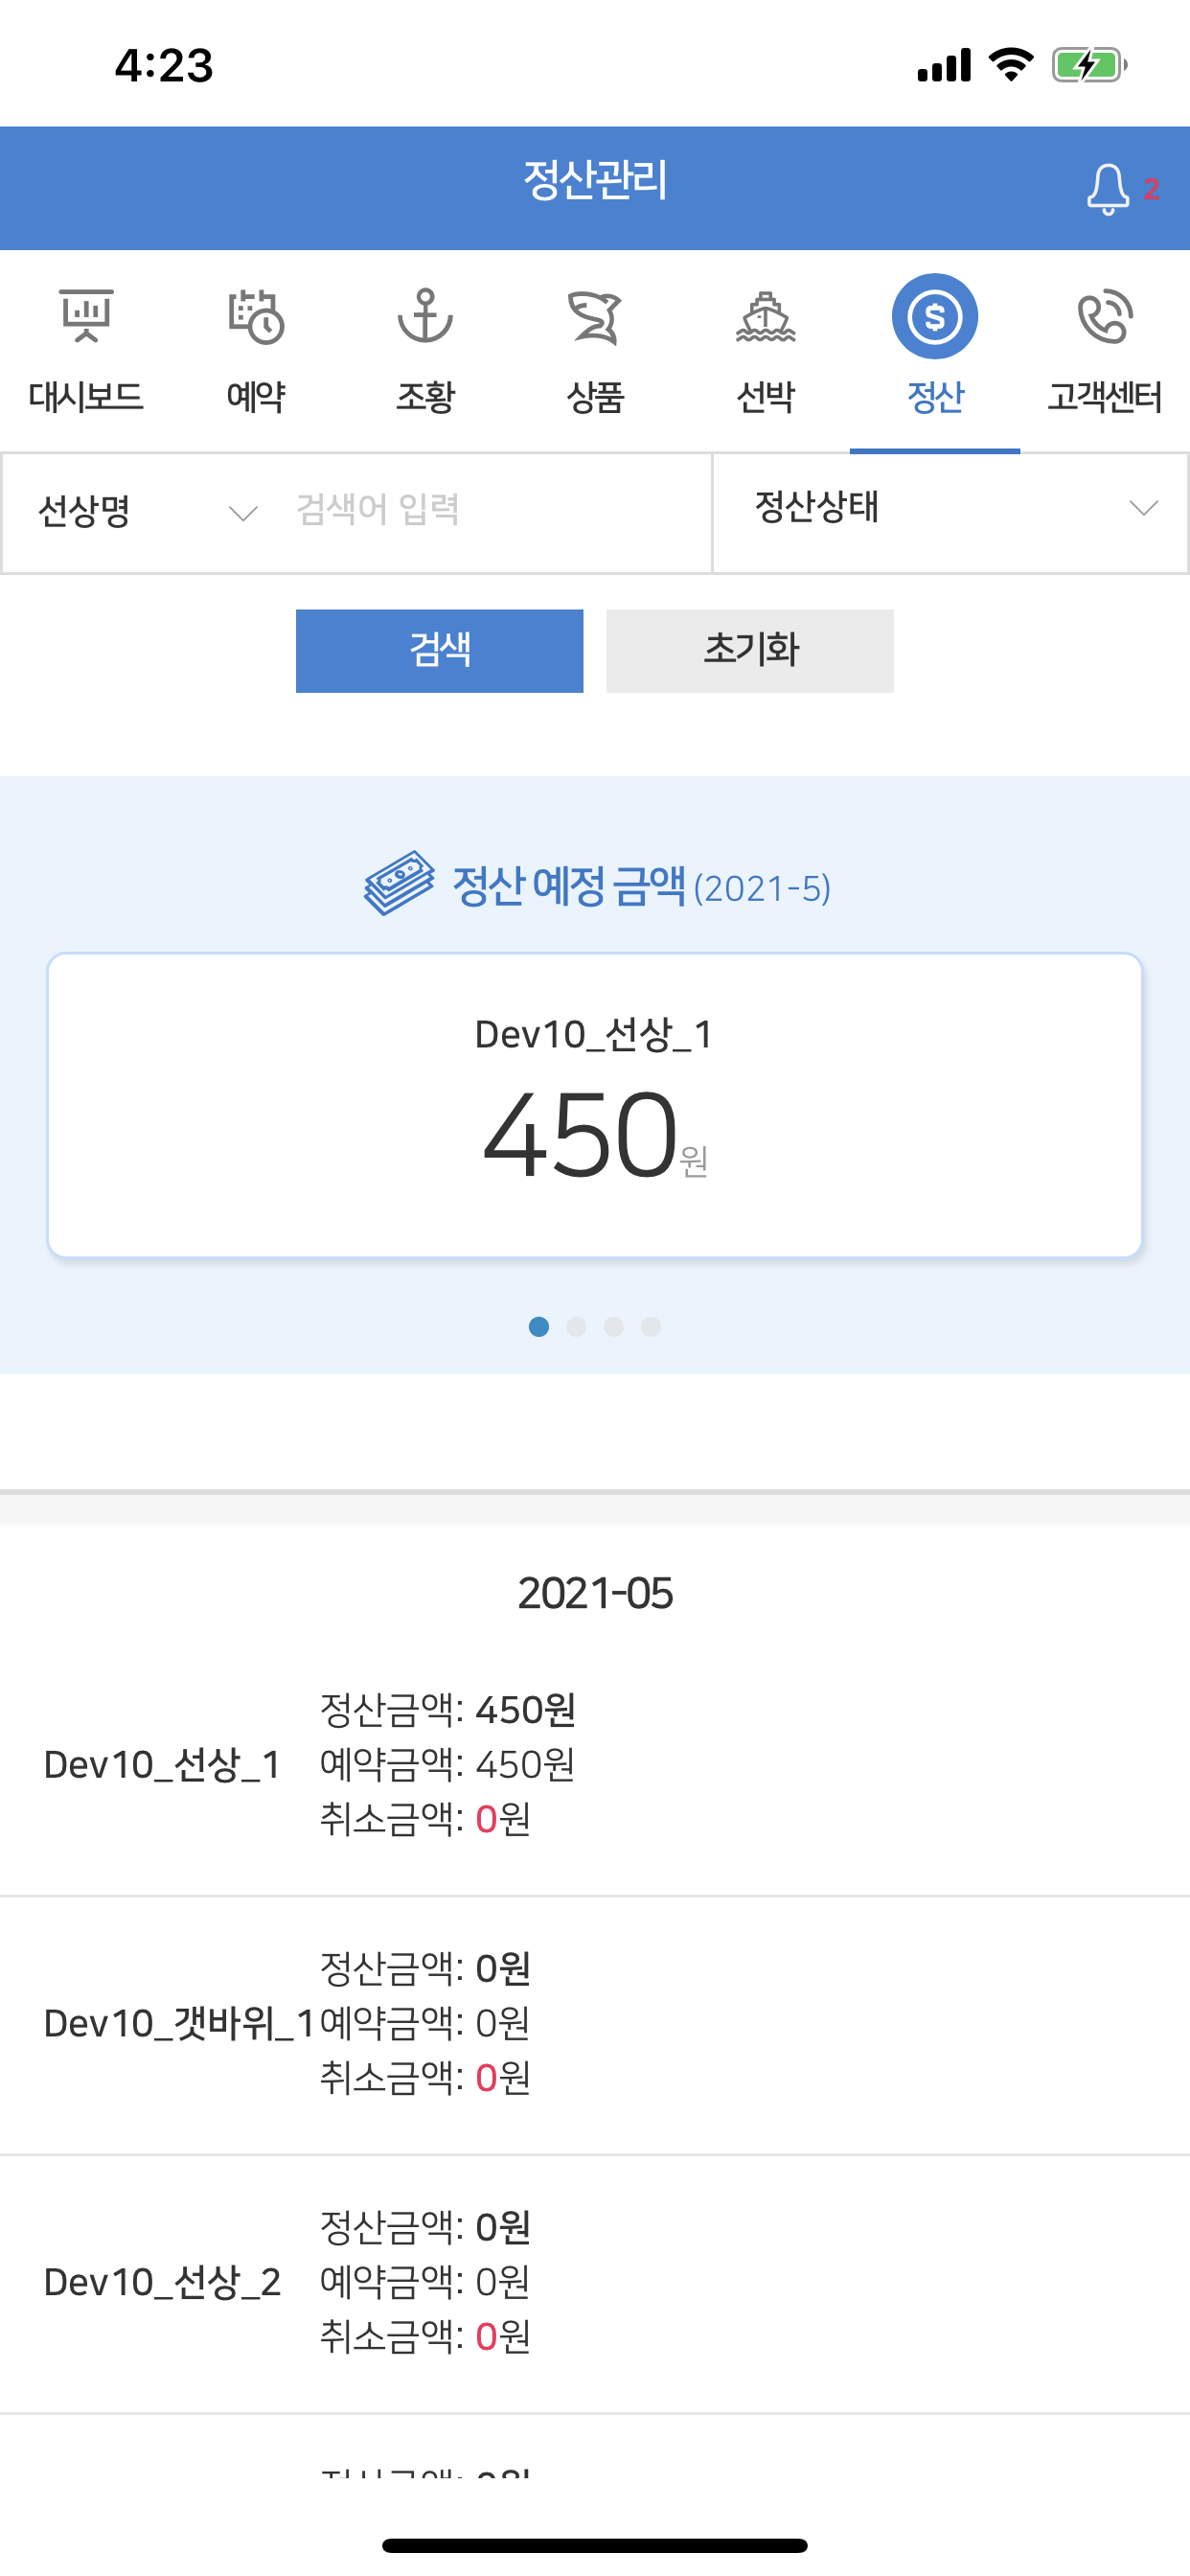 4:23
정산관리
2
대시보드 예약 조황 상품 선박 정산 고객센터
선상명 검색어 입력 정산상태
검색 초기화
정산 예정 금액 (2021-5)
Dev10_선상_1
450원
2021-05
정산금액: 450원
Dev10_선상_1 예약금액: 450원
취소금액: 0원
정산금액: 0원
Dev10_갯바위_1 예약금액: 0원
취소금액: 0원
정산금액: 0원
Dev10_선상_2 예약금액: 0원
취소금액: 0원